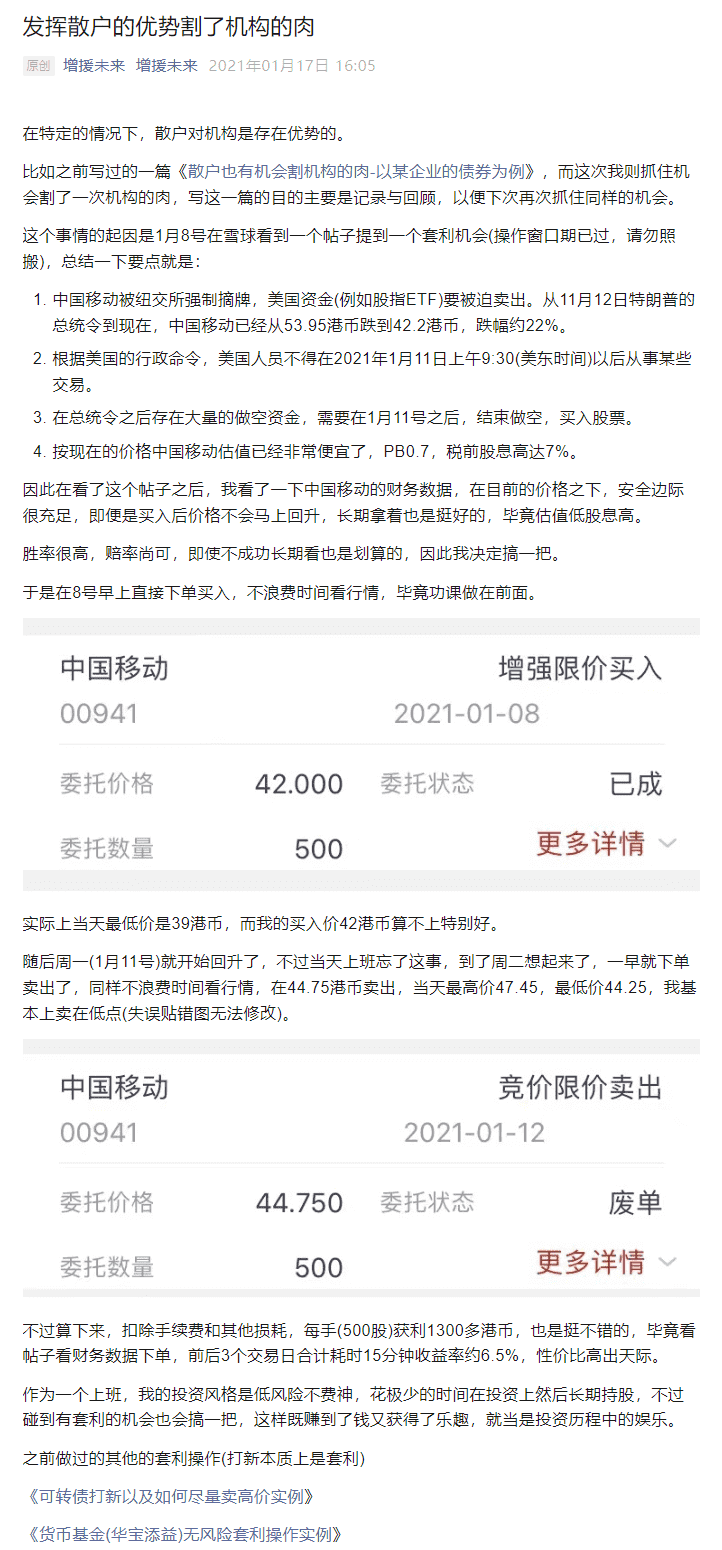 发挥散户的优势割了机构的肉
原创 增援未来 增援未来 2021年01月17日 16:05
在特定的情况下，散户对机构是存在优势的。
比如之前写过的一篇《散户也有机会割机构的肉-以某企业的债券为例》，而这次我则抓住机
会割了一次机构的肉，写这一篇的目的主要是记录与回顾，以便下次再次抓住同样的机会。
这个事情的起因是1月8号在雪球看到一个帖子提到一个套利机会(操作窗口期已过，请勿照
搬)，总结一下要点就是：
1. 中国移动被纽交所强制摘牌，美国资金(例如股指ETF)要被迫卖出。从11月12日特朗普的
总统令到现在，中国移动已经从53.95港币跌到42.2港币，跌幅约22%。
2. 根据美国的行政命令，美国人员不得在2021年1月11日上午9:30(美东时间)以后从事某些
交易。
3. 在总统令之后存在大量的做空资金，需要在1月11号之后，结束做空，买入股票。
4. 按现在的价格中国移动估值已经非常便宜了，PB0.7，税前股息高达7%。
因此在看了这个帖子之后，我看了一下中国移动的财务数据，在目前的价格之下，安全边际
很充足，即便是买入后价格不会马上回升，长期拿着也是挺好的，毕竟估值低股息高。
胜率很高，赔率尚可，即使不成功长期看也是划算的，因此我决定搞一把。
于是在8号早上直接下单买入，不浪费时间看行情，毕竟功课做在前面。
中国移动 增强限价买入
00941 2021-01-08
委托价格 42.000 委托状态 已成
委托数量 500 更多详情
实际上当天最低价是39港币，而我的买入价42港币算不上特别好。
随后周一(1月11号)就开始回升了，不过当天上班忘了这事，到了周二想起来了，一早就下单
卖出了，同样不浪费时间看行情，在44.75港币卖出，当天最高价47.45，最低价44.25，我基
本上卖在低点(失误贴错图无法修改)。
中国移动 竞价限价卖出
00941 2021-01-12
委托价格 44.750 委托状态 废单
委托数量 500 更多详情
不过算下来，扣除手续费和其他损耗，每手(500股)获利1300多港币，也是挺不错的，毕竟看
帖子看财务数据下单，前后3个交易日合计耗时15分钟收益率约6.5%，性价比高出天际。
作为一个上班，我的投资风格是低风险不费神，花极少的时间在投资上然后长期持股，不过
碰到有套利的机会也会搞一把，这样既赚到了钱又获得了乐趣，就当是投资历程中的娱乐。
之前做过的其他的套利操作(打新本质上是套利)
《可转债打新以及如何尽量卖高价实例》
《货币基金(华宝添益)无风险套利操作实例》